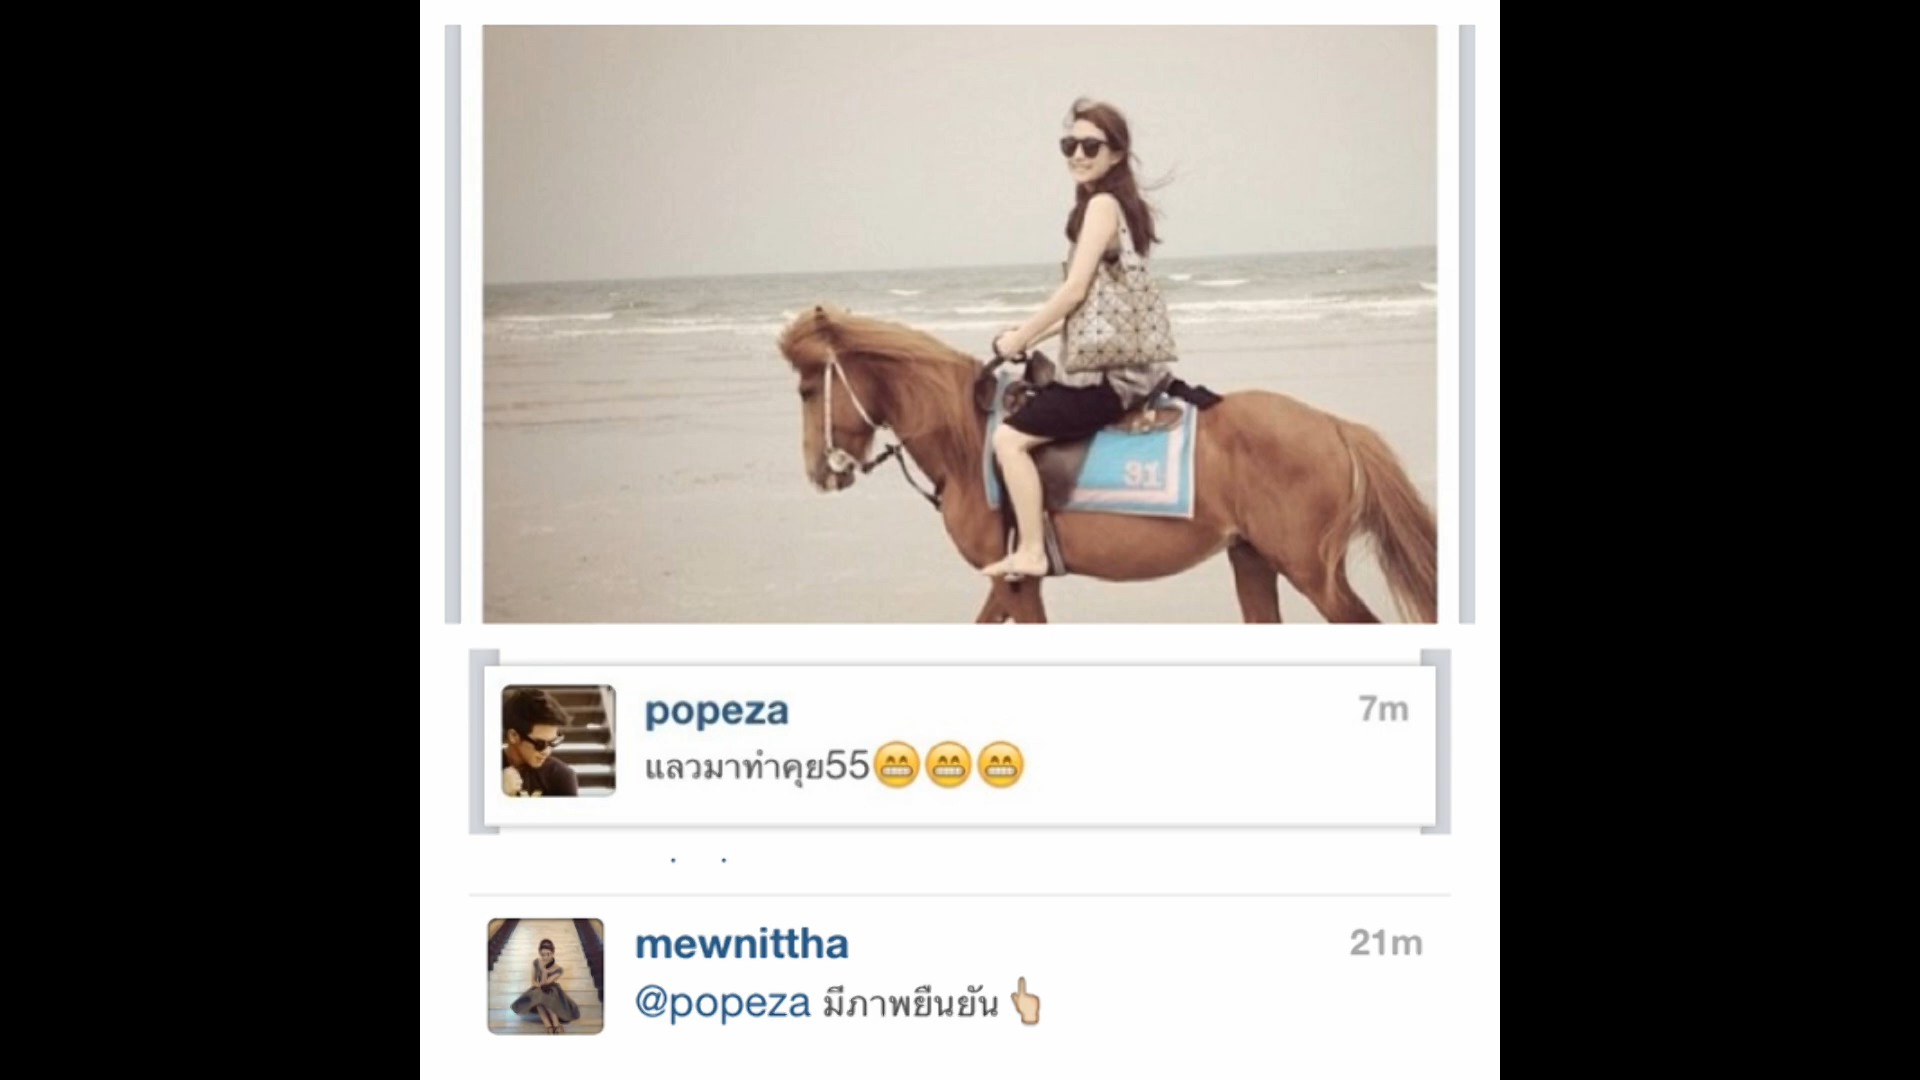 31
popeza
7m
แลวมาทำคุย55😁😁😁
mewnittha
21m
@popeza มีภาพยืนยัน👆